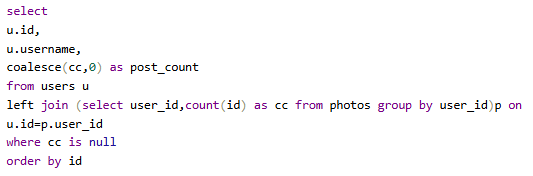 select
u.id,
u.username,
coalesce(cc,0) as post_count
from users u
left join (select user_id,count(id) as cc from photos group by user_id)p on
u.id=p.user_id
where cc is null
order by id